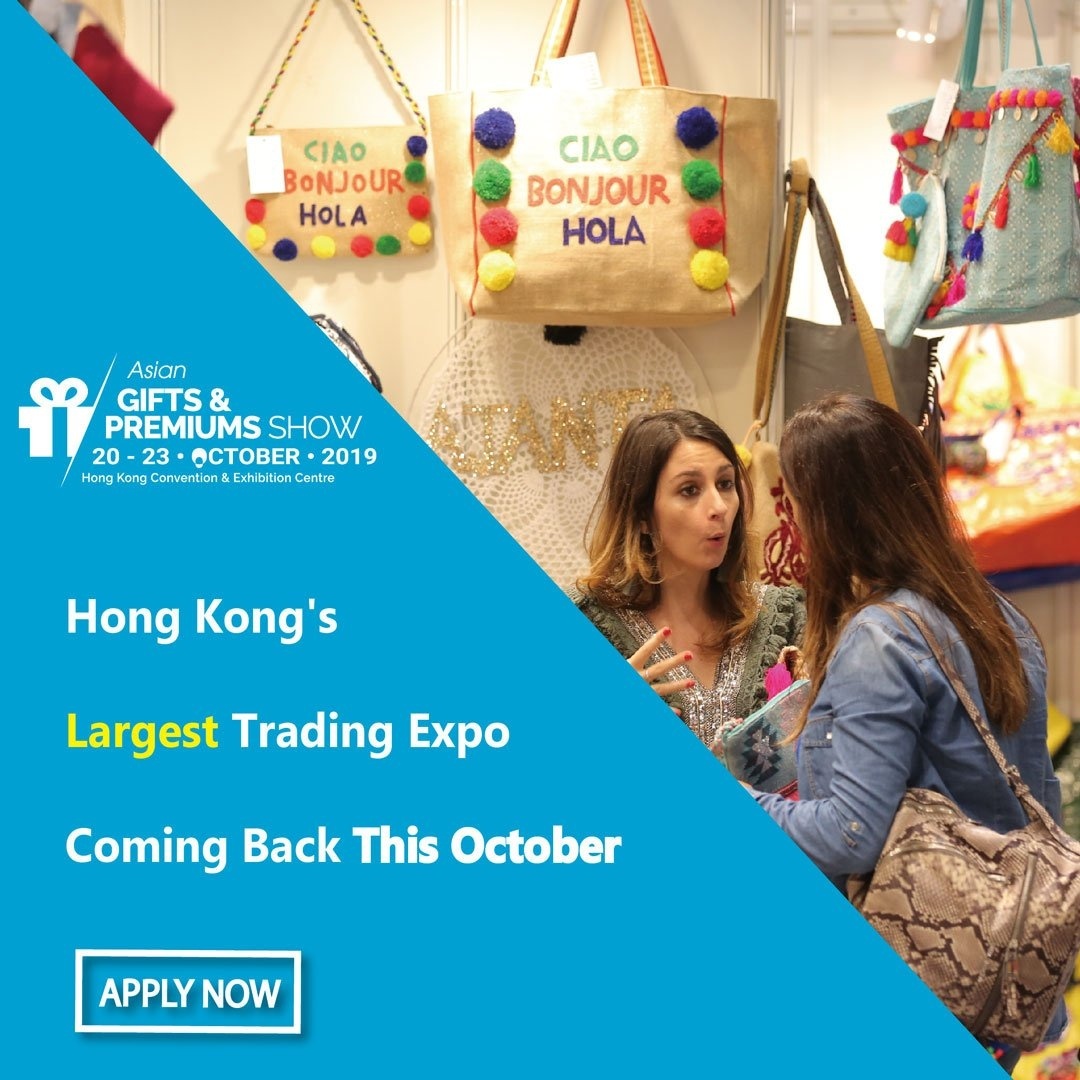 CIAO
BONJOUR
HOLA
CIAO
BONJOUR
HOLA
Asian
GIFTS &
PREMIUMS SHOW
20 - 23 • OCTOBER • 2019
Hong Kong Convention & Exhibition Centre
Hong Kong's
Largest Trading Expo
Coming Back This October
APPLY NOW